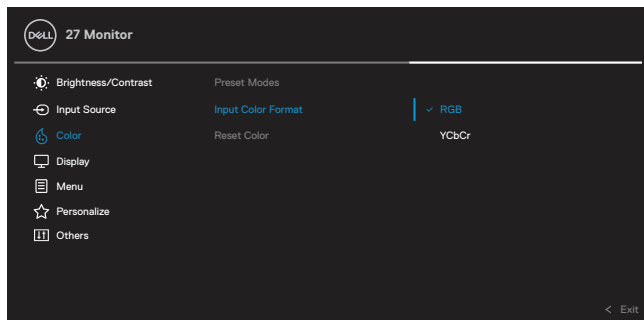 DELL 27 Monitor
Brightness/Contrast Preset Modes
Input Source Input Color Format ✓ RGB
Color Reset Color YCbCr
Display
Menu
Personalize
Others
< Exit